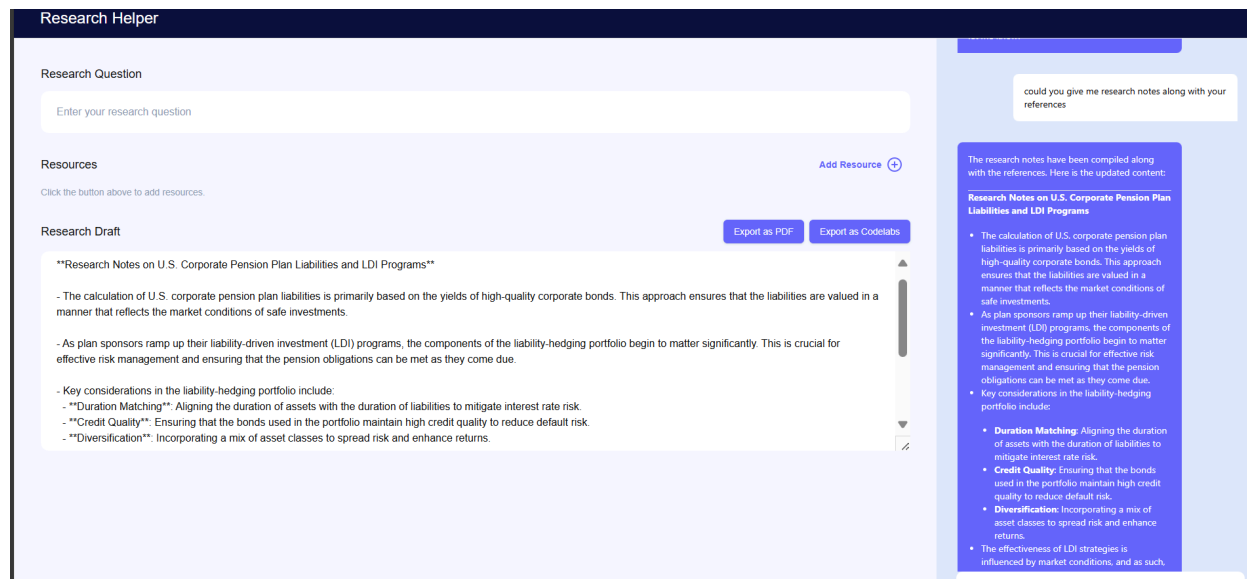 Research Helper
Research Question
Enter your research question
Resources
Add Resource
Click the button above to add resources.
Research Draft
Export as PDF
Export as Codelabs
**Research Notes on U.S. Corporate Pension Plan Liabilities and LDI Programs**
- The calculation of U.S. corporate pension plan liabilities is primarily based on the yields of high-quality corporate bonds. This approach ensures that the liabilities are valued in a
manner that reflects the market conditions of safe investments.
- As plan sponsors ramp up their liability-driven investment (LDI) programs, the components of the liability-hedging portfolio begin to matter significantly. This is crucial for
effective risk management and ensuring that the pension obligations can be met as they come due.
- Key considerations in the liability-hedging portfolio include:
- **Duration Matching**: Aligning the duration of assets with the duration of liabilities to mitigate interest rate risk.
- **Credit Quality**: Ensuring that the bonds used in the portfolio maintain high credit quality to reduce default risk.
- **Diversification**: Incorporating a mix of asset classes to spread risk and enhance returns.
could you give me research notes along with your
references
The research notes have been compiled along
with the references. Here is the updated content:
Research Notes on U.S. Corporate Pension Plan
Liabilities and LDI Programs
• The calculation of U.S. corporate pension plan
liabilities is primarily based on the yields of
high-quality corporate bonds. This approach
ensures that the liabilities are valued in a
manner that reflects the market conditions of
safe investments.
• As plan sponsors ramp up their liability-driven
investment (LDI) programs, the components of
the liability-hedging portfolio begin to matter
significantly. This is crucial for effective risk
management and ensuring that the pension
obligations can be met as they come due.
• Key considerations in the liability-hedging
portfolio include:
• Duration Matching: Aligning the duration
of assets with the duration of liabilities to
mitigate interest rate risk.
• Credit Quality: Ensuring that the bonds
used in the portfolio maintain high credit
quality to reduce default risk.
• Diversification: Incorporating a mix of
asset classes to spread risk and enhance
returns.
• The effectiveness of LDI strategies is
influenced by market conditions, and as such,